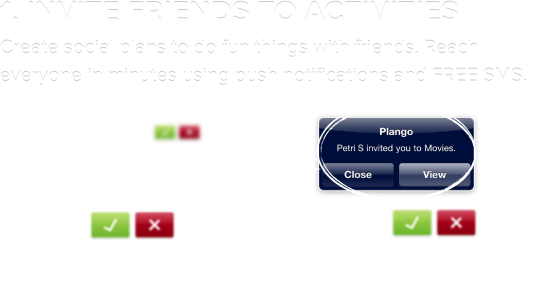 1. INVITE FRIENDS TO ACTIVITIES
Create social plans to do fun things with friends. Reach
everyone in minutes using push notifications and FREE SMS.
Plango
Petri S invited you to Movies.
Close
View